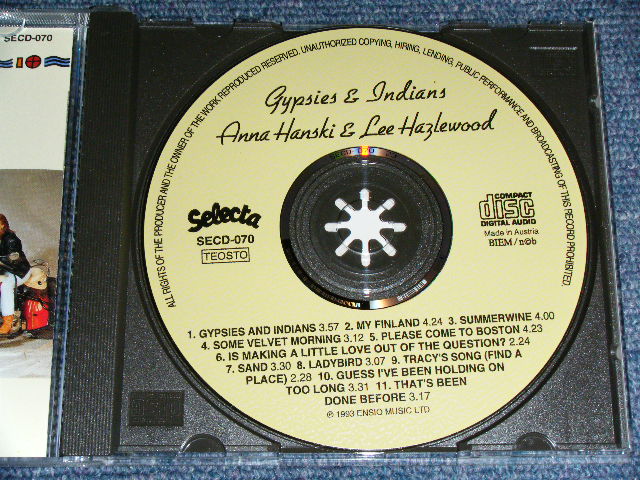 SECD-070
ALL RIGHTS OF THE PRODUCER AND THE OWNER OF THE WORK REPRODUCED RESERVED. UNAUTHORIZED COPYING, HIRING, LENDING, PUBLIC PERFORMANCE AND BROADCASTING OF THIS RECORD PROHIBITED.
Gypsies & Indians
Anna Hanski & Lee Hazlewood
Selecta
SECD-070
TEOSTO
COMPACT
disc
DIGITAL AUDIO
Made in Austria
BIEM / n©b
1. GYPSIES AND INDIANS 3.57 2. MY FINLAND 4.24 3. SUMMERWINE 4.00
4. SOME VELVET MORNING 3.12 5. PLEASE COME TO BOSTON 4.23
6. IS MAKING A LITTLE LOVE OUT OF THE QUESTION? 2.24
7. SAND 3.30 8. LADYBIRD 3.07 9. TRACY'S SONG (FIND A
PLACE) 2.28 10. GUESS I'VE BEEN HOLDING ON
TOO LONG 3.31 11. THAT'S BEEN
DONE BEFORE 3.17
℗ 1993 ENSIO MUSIC LTD